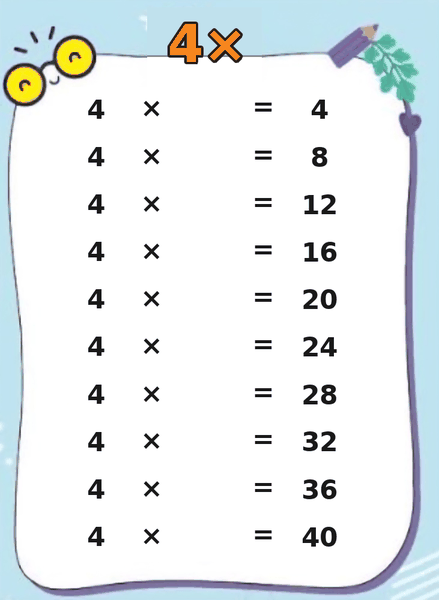 4×
4 × = 4
4 × = 8
4 × = 12
4 × = 16
4 × = 20
4 × = 24
4 × = 28
4 × = 32
4 × = 36
4 × = 40